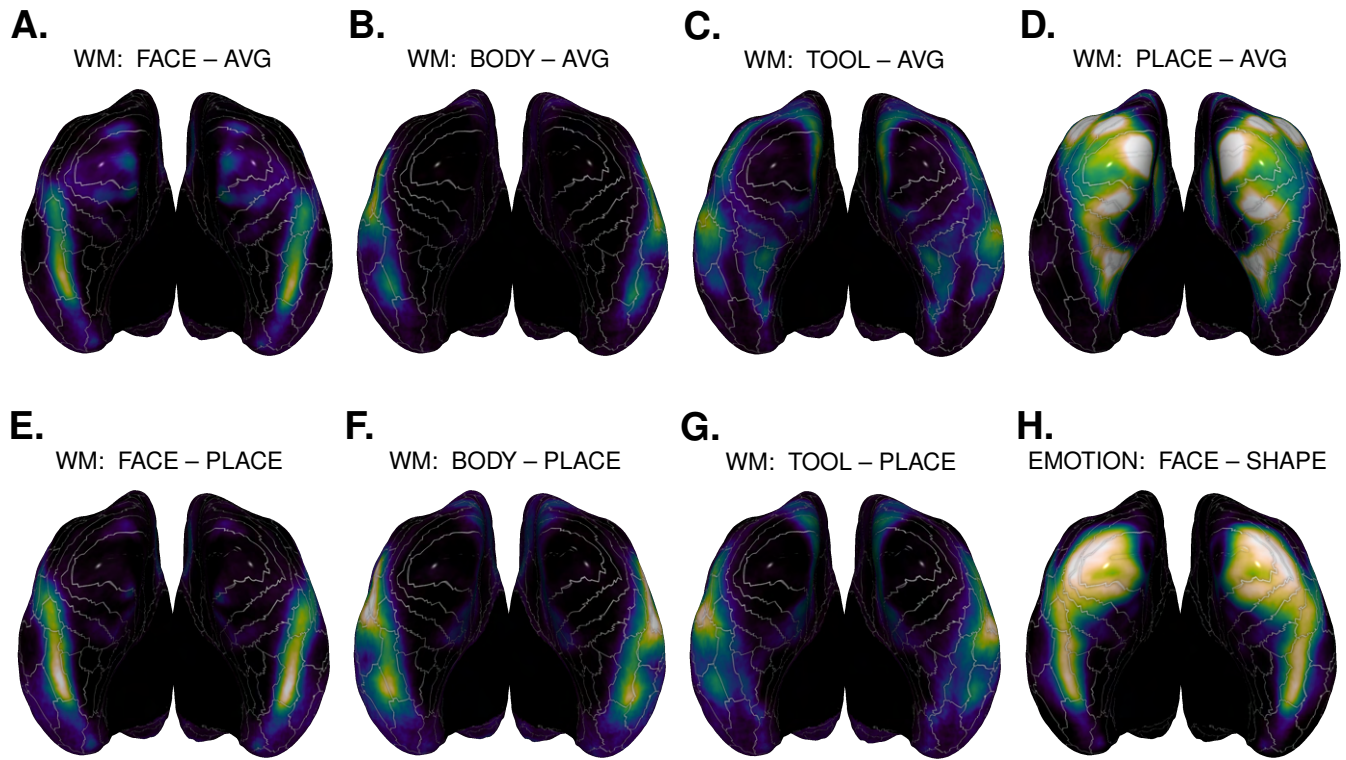 A.
WM: FACE – AVG
B.
WM: BODY – AVG
C.
WM: TOOL – AVG
D.
WM: PLACE – AVG
E.
WM: FACE – PLACE
F.
WM: BODY – PLACE
G.
WM: TOOL – PLACE
H.
EMOTION: FACE – SHAPE